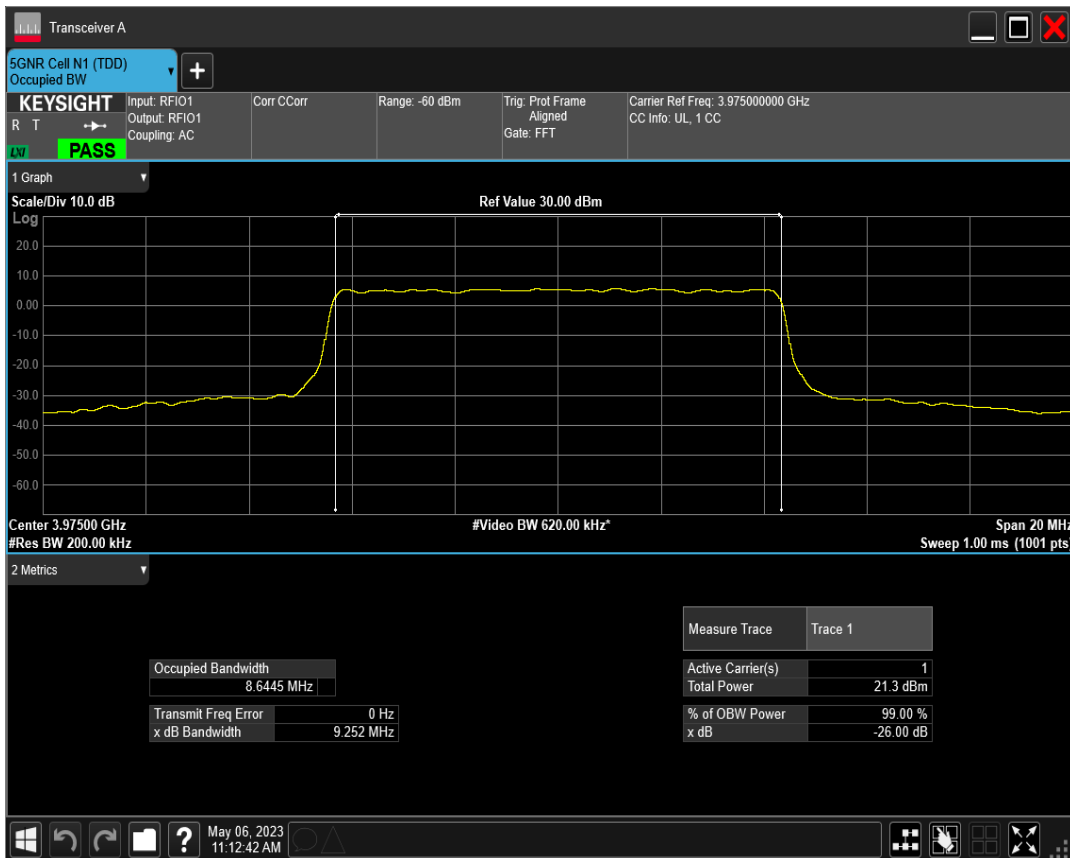 Transceiver A
5GNR Cell N1 (TDD)
Occupied BW
KEYSIGHT
R T
LXI
PASS
Input: RFIO1
Output: RFIO1
Coupling: AC
Corr CCorr
Range: -60 dBm
Trig: Prot Frame
Aligned
Gate: FFT
Carrier Ref Freq: 3.975000000 GHz
CC Info: UL, 1 CC
1 Graph
Scale/Div 10.0 dB
Ref Value 30.00 dBm
Log
20.0
10.0
0.00
-10.0
-20.0
-30.0
-40.0
-50.0
-60.0
Center 3.97500 GHz
#Video BW 620.00 kHz*
Span 20 MHz
#Res BW 200.00 kHz
Sweep 1.00 ms (1001 pts)
2 Metrics
Measure Trace Trace 1
Occupied Bandwidth
8.6445 MHz
Active Carrier(s) 1
Total Power 21.3 dBm
Transmit Freq Error 0 Hz
x dB Bandwidth 9.252 MHz
% of OBW Power 99.00 %
x dB -26.00 dB
?
May 06, 2023
11:12:42 AM